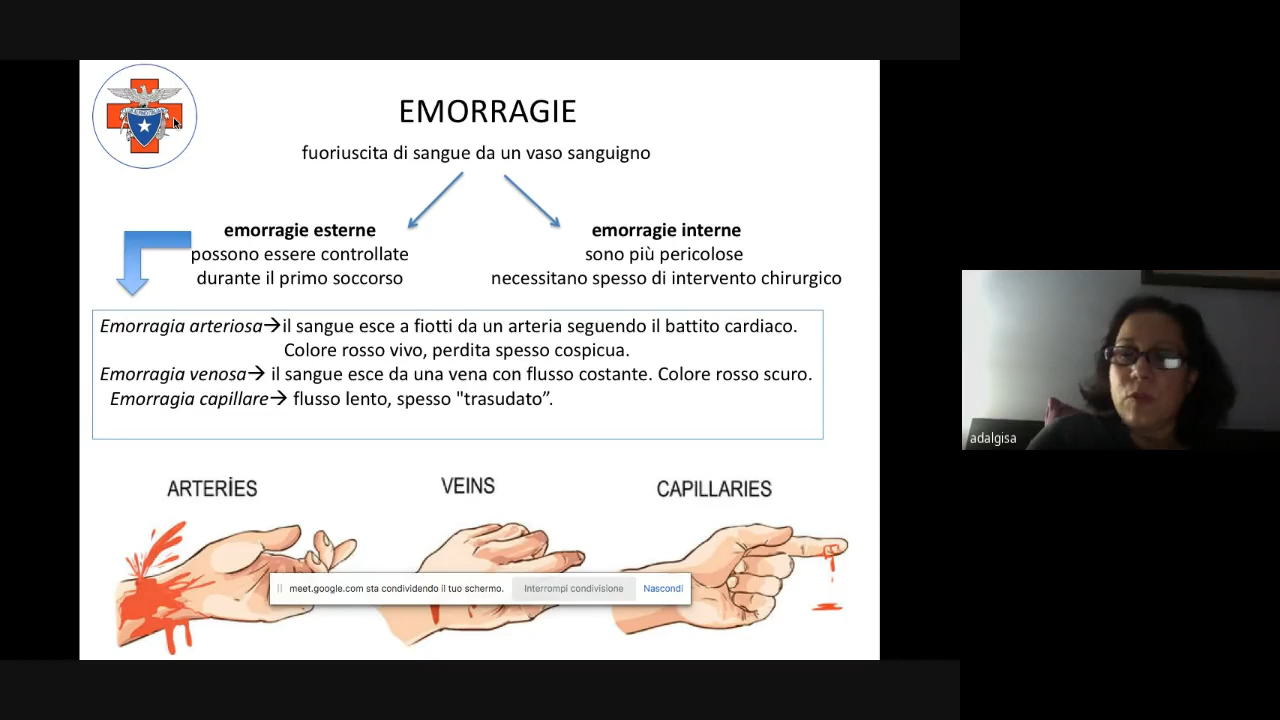 EMORRAGIE
fuoriuscita di sangue da un vaso sanguigno
emorragie esterne
possono essere controllate
durante il primo soccorso
emorragie interne
sono più pericolose
necessitano spesso di intervento chirurgico
Emorragia arteriosa→il sangue esce a fiotti da un arteria seguendo il battito cardiaco.
Colore rosso vivo, perdita spesso cospicua.
Emorragia venosa→ il sangue esce da una vena con flusso costante. Colore rosso scuro.
Emorragia capillare→ flusso lento, spesso "trasudato”.
ARTERİES
VEINS
CAPILLARIES
meet.google.com sta condividendo il tuo schermo.
Interrompi condivisione
Nascondi
adalgisa